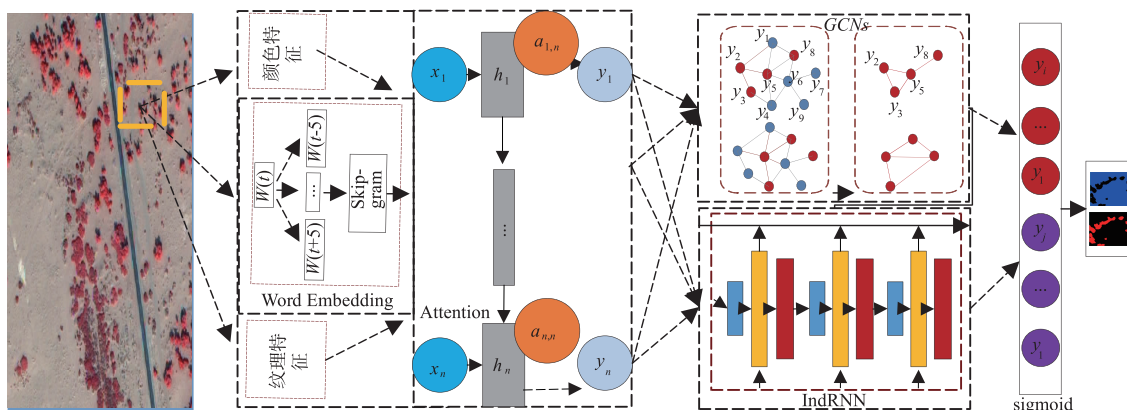 颜色特
征
W(t)
W(t-5)
...
W(t+5)
Skip-
gram
Word Embedding
纹理特
征
x1
h1
a1,n
y1
...
Attention
xn
hn
an,n
yn
GCNs
y1
y2
y8
y5
y6
y3
y7
y4
y9
y8
y2
y5
y3
IndRNN
yi
...
y1
yj
...
y1
sigmoid